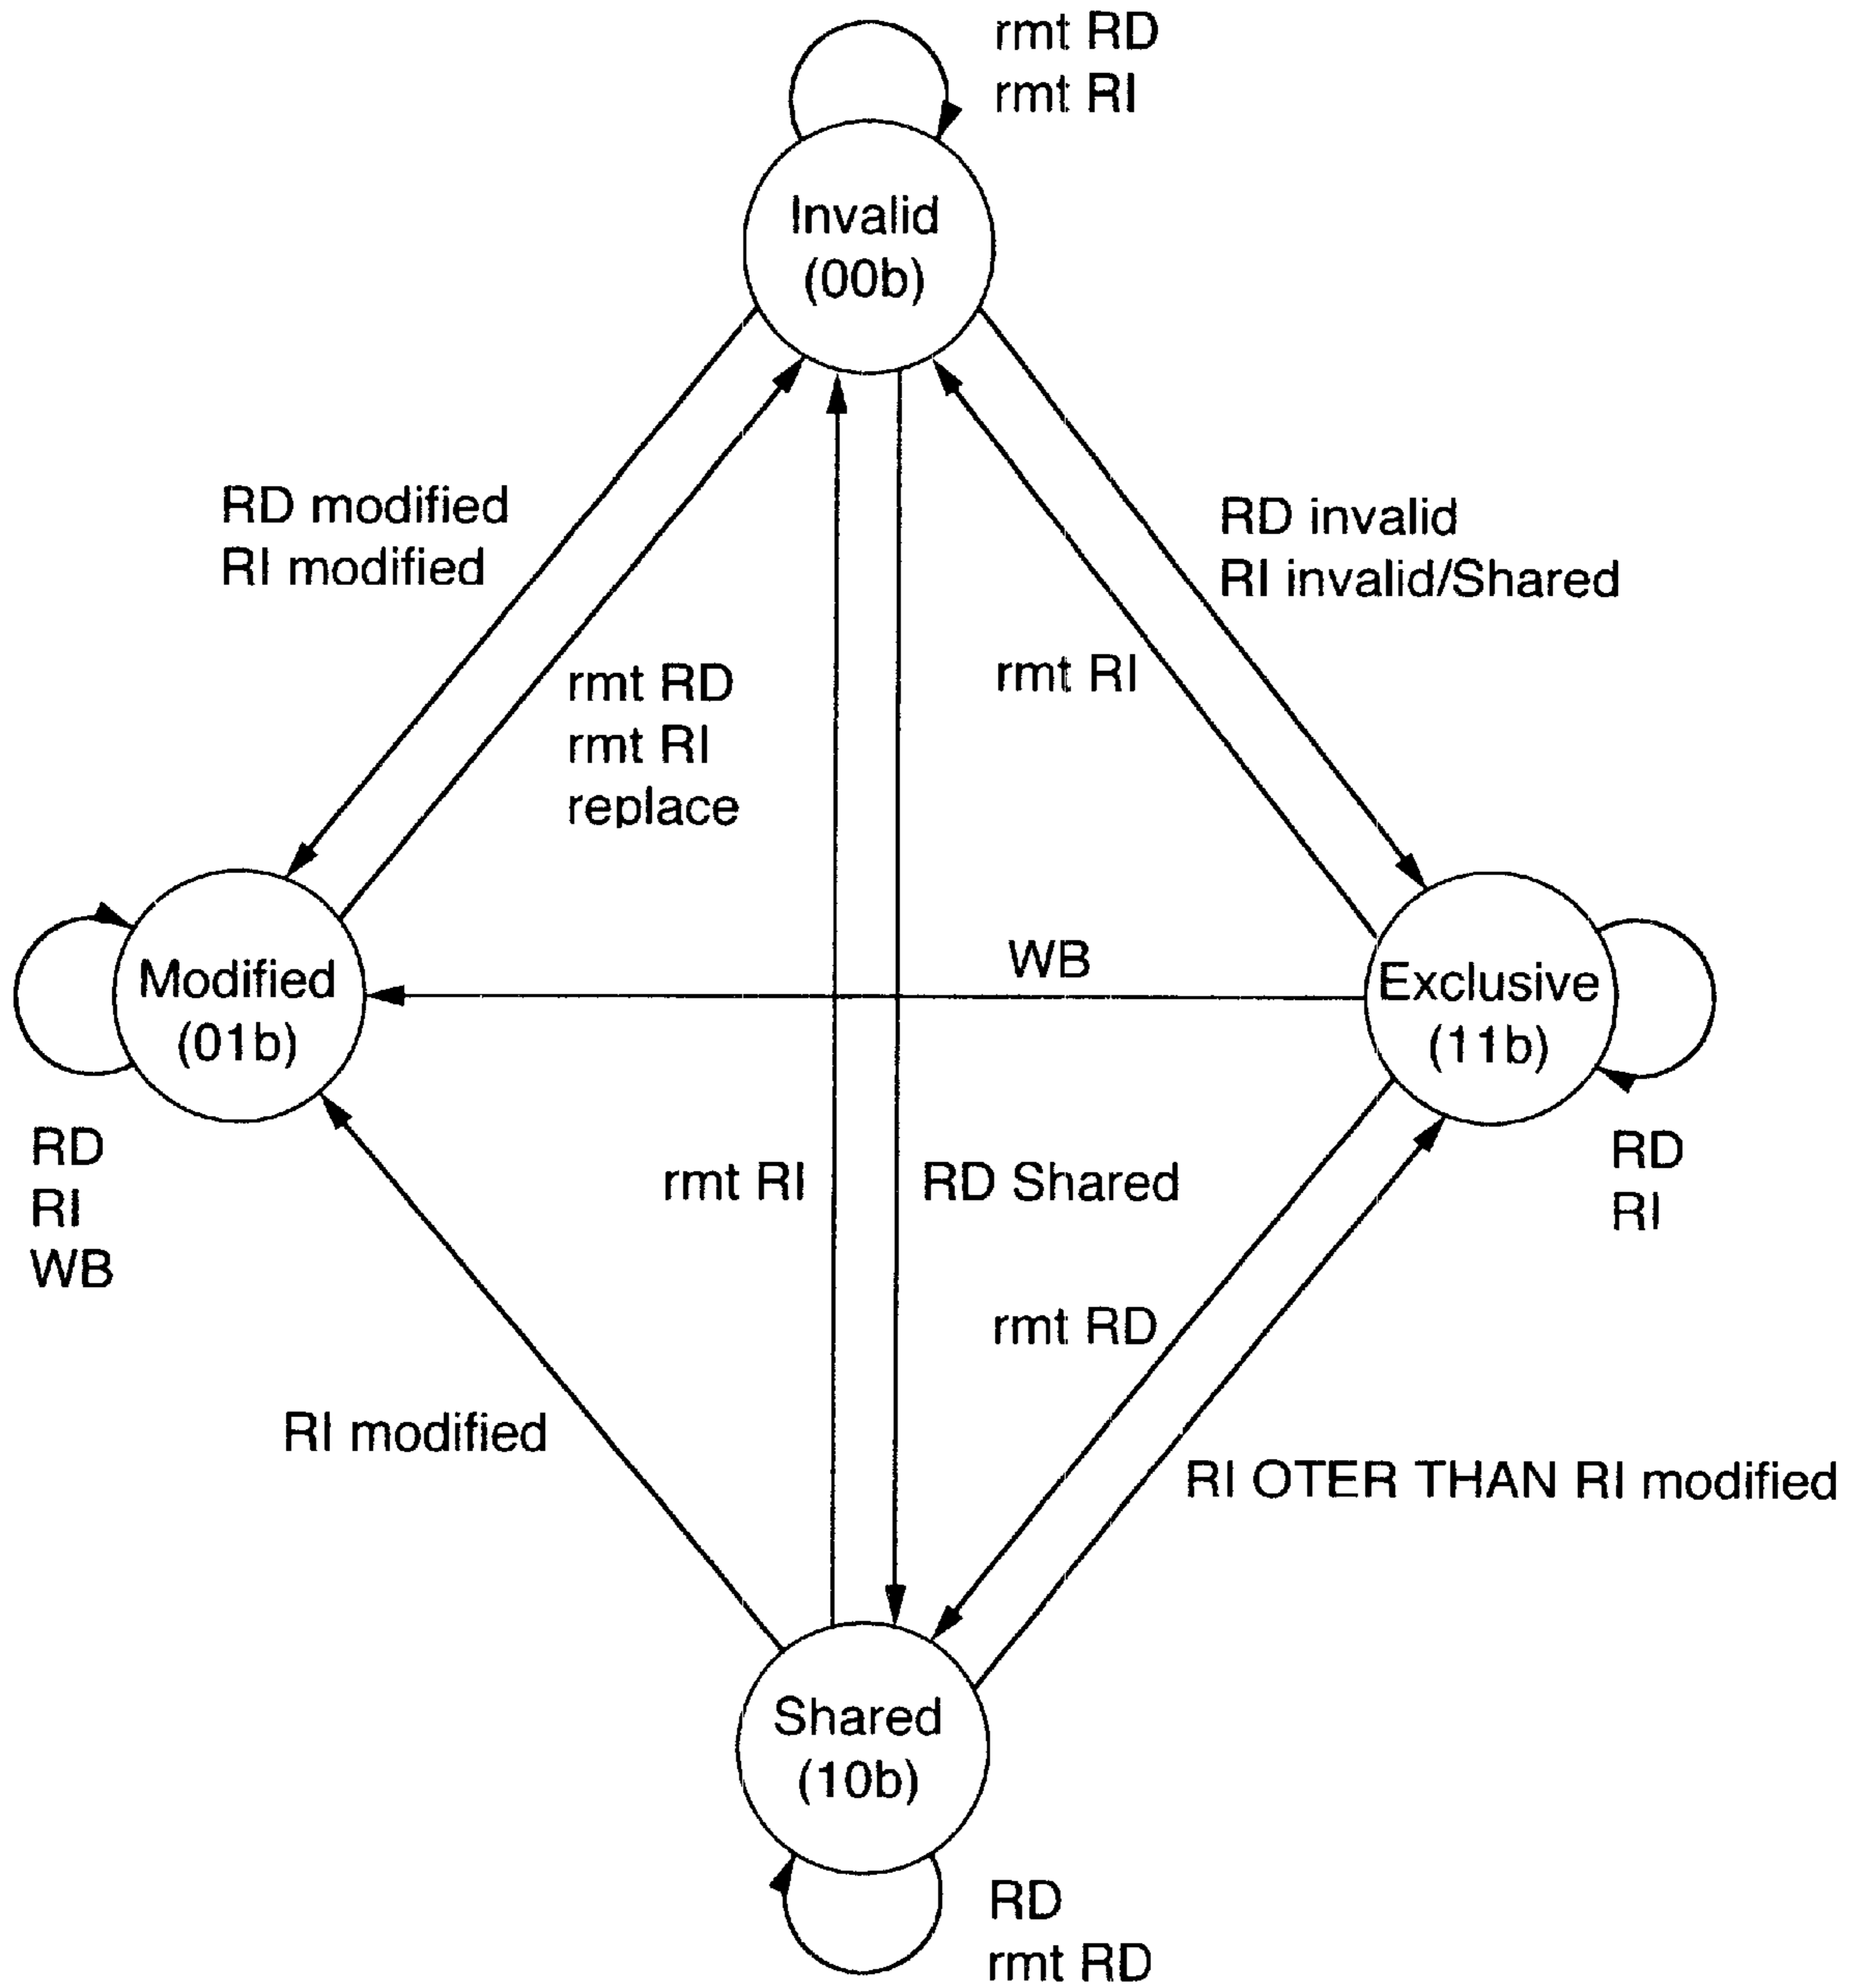 rmt RD
rmt RI
Invalid
(00b)
RD modified
RI modified
RD invalid
RI invalid/Shared
rmt RD
rmt RI
replace
rmt RI
Modified
(01b)
WB
Exclusive
(11b)
RD
RI
WB
rmt RI
RD Shared
RD
RI
rmt RD
RI modified
RI OTER THAN RI modified
Shared
(10b)
RD
rmt RD